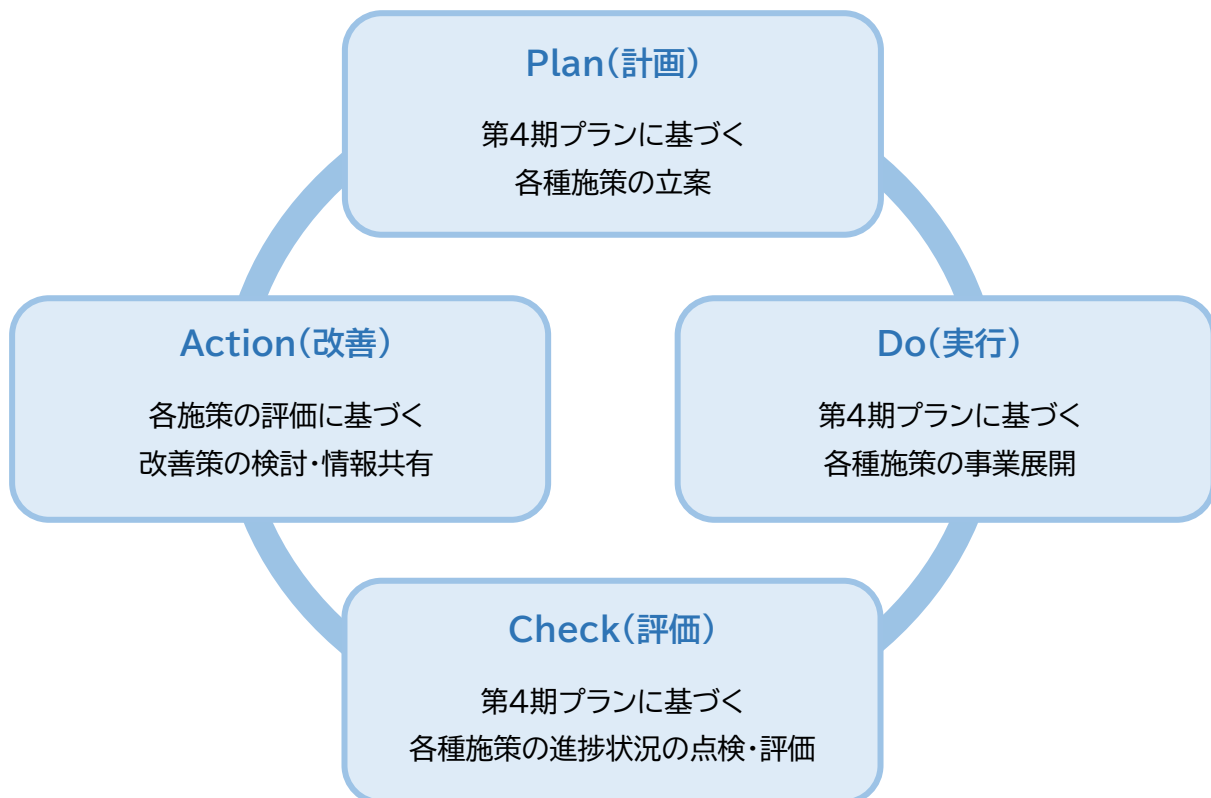 Plan(計画)
第4期プランに基づく
各種施策の立案
Action(改善)
各施策の評価に基づく
改善策の検討・情報共有
Do(実行)
第4期プランに基づく
各種施策の事業展開
Check(評価)
第4期プランに基づく
各種施策の進捗状況の点検・評価